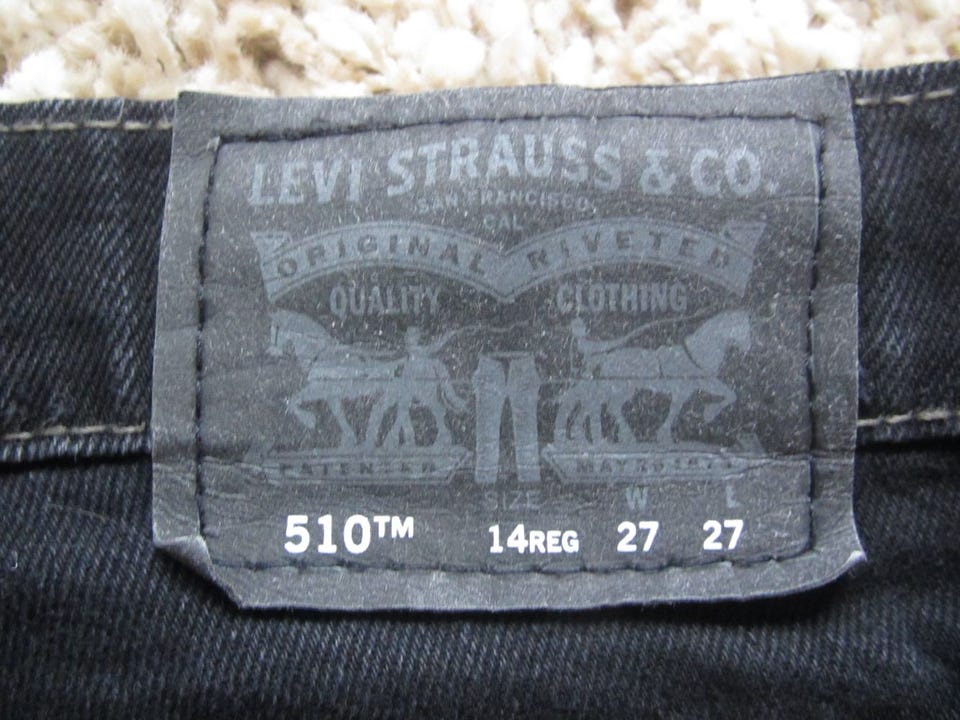 LEVI STRAUSS & CO.
SAN FRANCISCO,
CAL
ORIGINAL RIVETED
QUALITY CLOTHING
PATENTED MAY 20 1873
SIZE W L
510™ 14REG 27 27